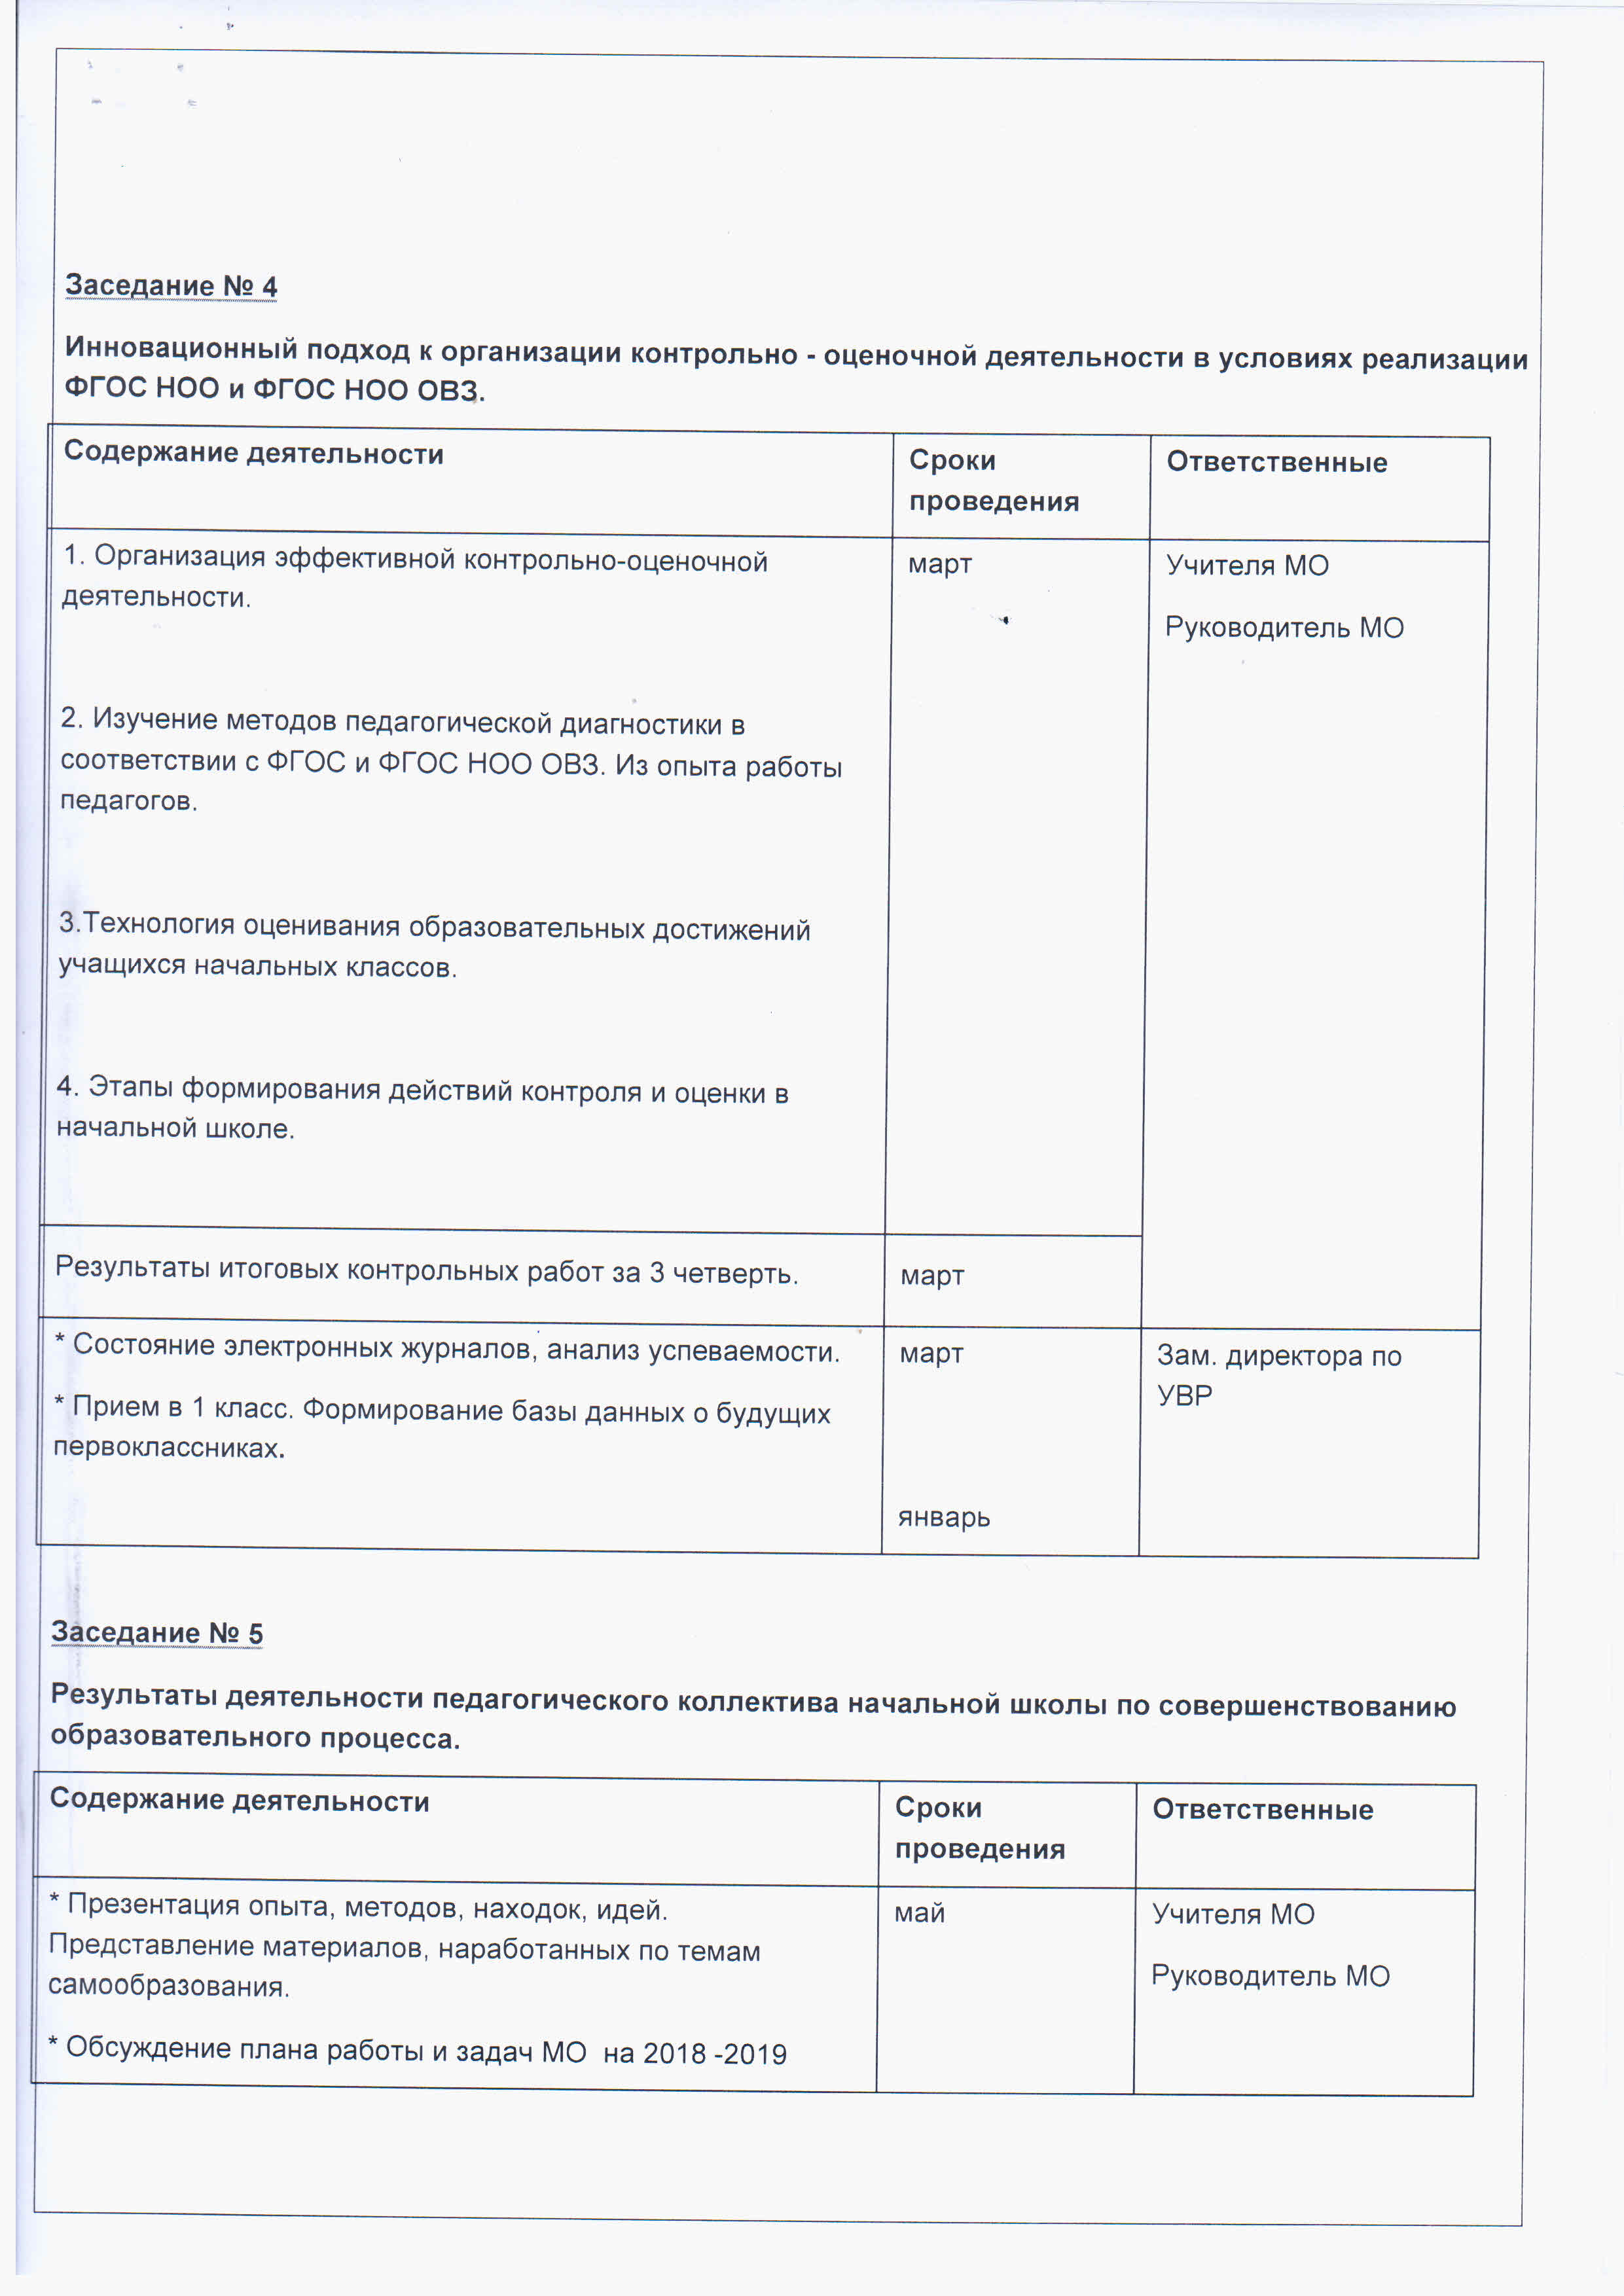 Заседание № 4
Инновационный подход к организации контрольно - оценочной деятельности в условиях реализации
ФГОС НОО и ФГОС НОО ОВЗ.
Содержание деятельности
Сроки
проведения
Ответственные
1. Организация эффективной контрольно-оценочной
деятельности.
2. Изучение методов педагогической диагностики в
соответствии с ФГОС и ФГОС НОО ОВЗ. Из опыта работы
педагогов.
3.Технология оценивания образовательных достижений
учащихся начальных классов.
4. Этапы формирования действий контроля и оценки в
начальной школе.
март
Учителя МО
Руководитель МО
Результаты итоговых контрольных работ за 3 четверть.
март
* Состояние электронных журналов, анализ успеваемости.
* Прием в 1 класс. Формирование базы данных о будущих
первоклассниках.
март
январь
Зам. директора по
УВР
Заседание № 5
Результаты деятельности педагогического коллектива начальной школы по совершенствованию
образовательного процесса.
Содержание деятельности
Сроки
проведения
Ответственные
* Презентация опыта, методов, находок, идей.
Представление материалов, наработанных по темам
самообразования.
* Обсуждение плана работы и задач МО  на 2018 -2019
май
Учителя МО
Руководитель МО